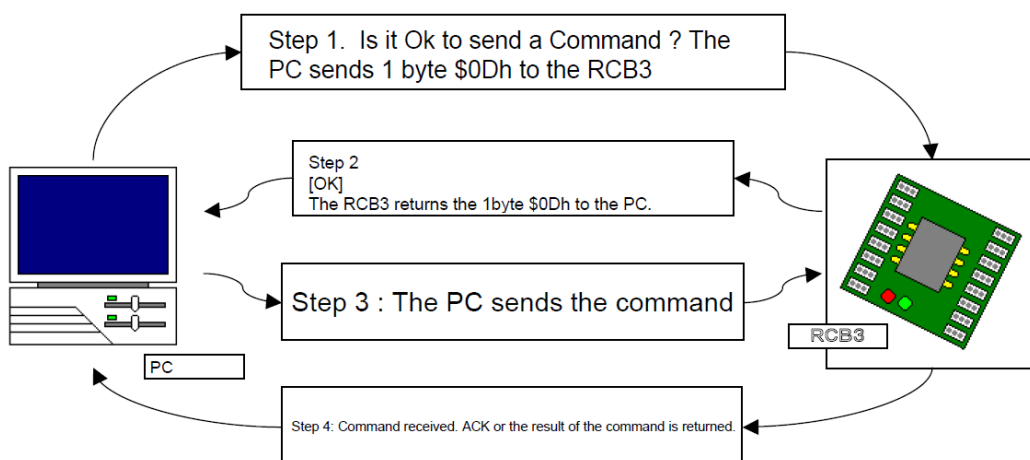 Step 1. Is it Ok to send a Command ? The
PC sends 1 byte $0Dh to the RCB3
Step 2
[OK]
The RCB3 returns the 1byte $0Dh to the PC.
Step 3 : The PC sends the command
RCB3
PC
Step 4: Command received. ACK or the result of the command is returned.